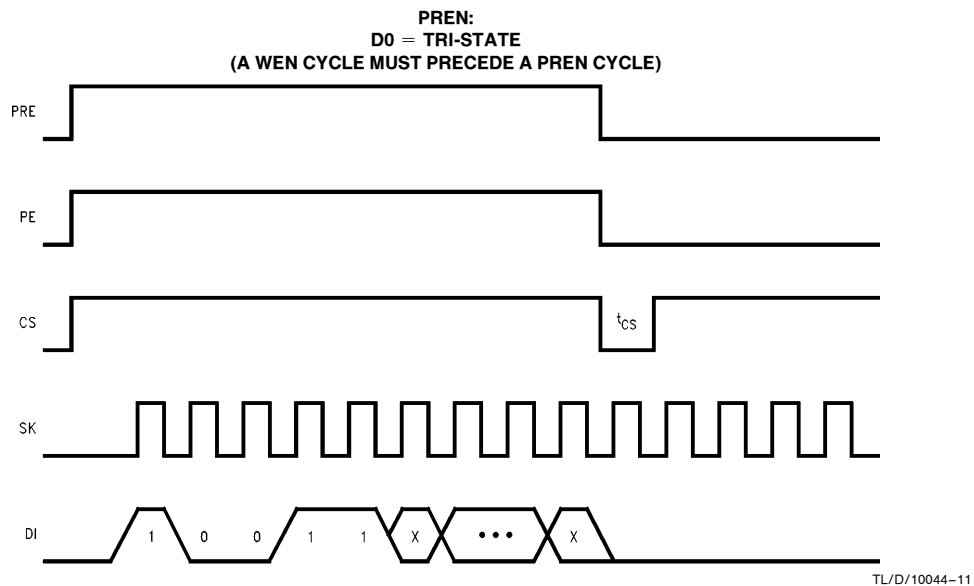 PREN:
D0 = TRI-STATE
(A WEN CYCLE MUST PRECEDE A PREN CYCLE)
PRE
PE
CS
tCS
SK
DI
1 0 0 1 1 X ••• X
TL/D/10044–11